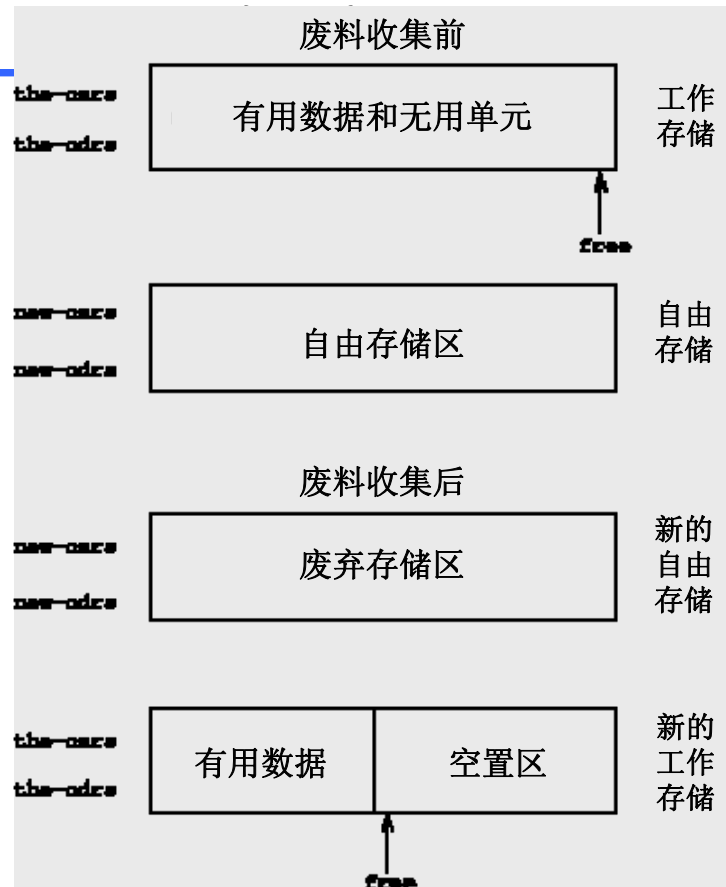 废料收集前
the-cars
the-cdrs
有用数据和无用单元
工作
存储
free
new-cars
new-cdrs
自由存储区
自由
存储
废料收集后
new-cars
new-cdrs
废弃存储区
新的
自由
存储
the-cars
the-cdrs
有用数据
空置区
新的
工作
存储
free